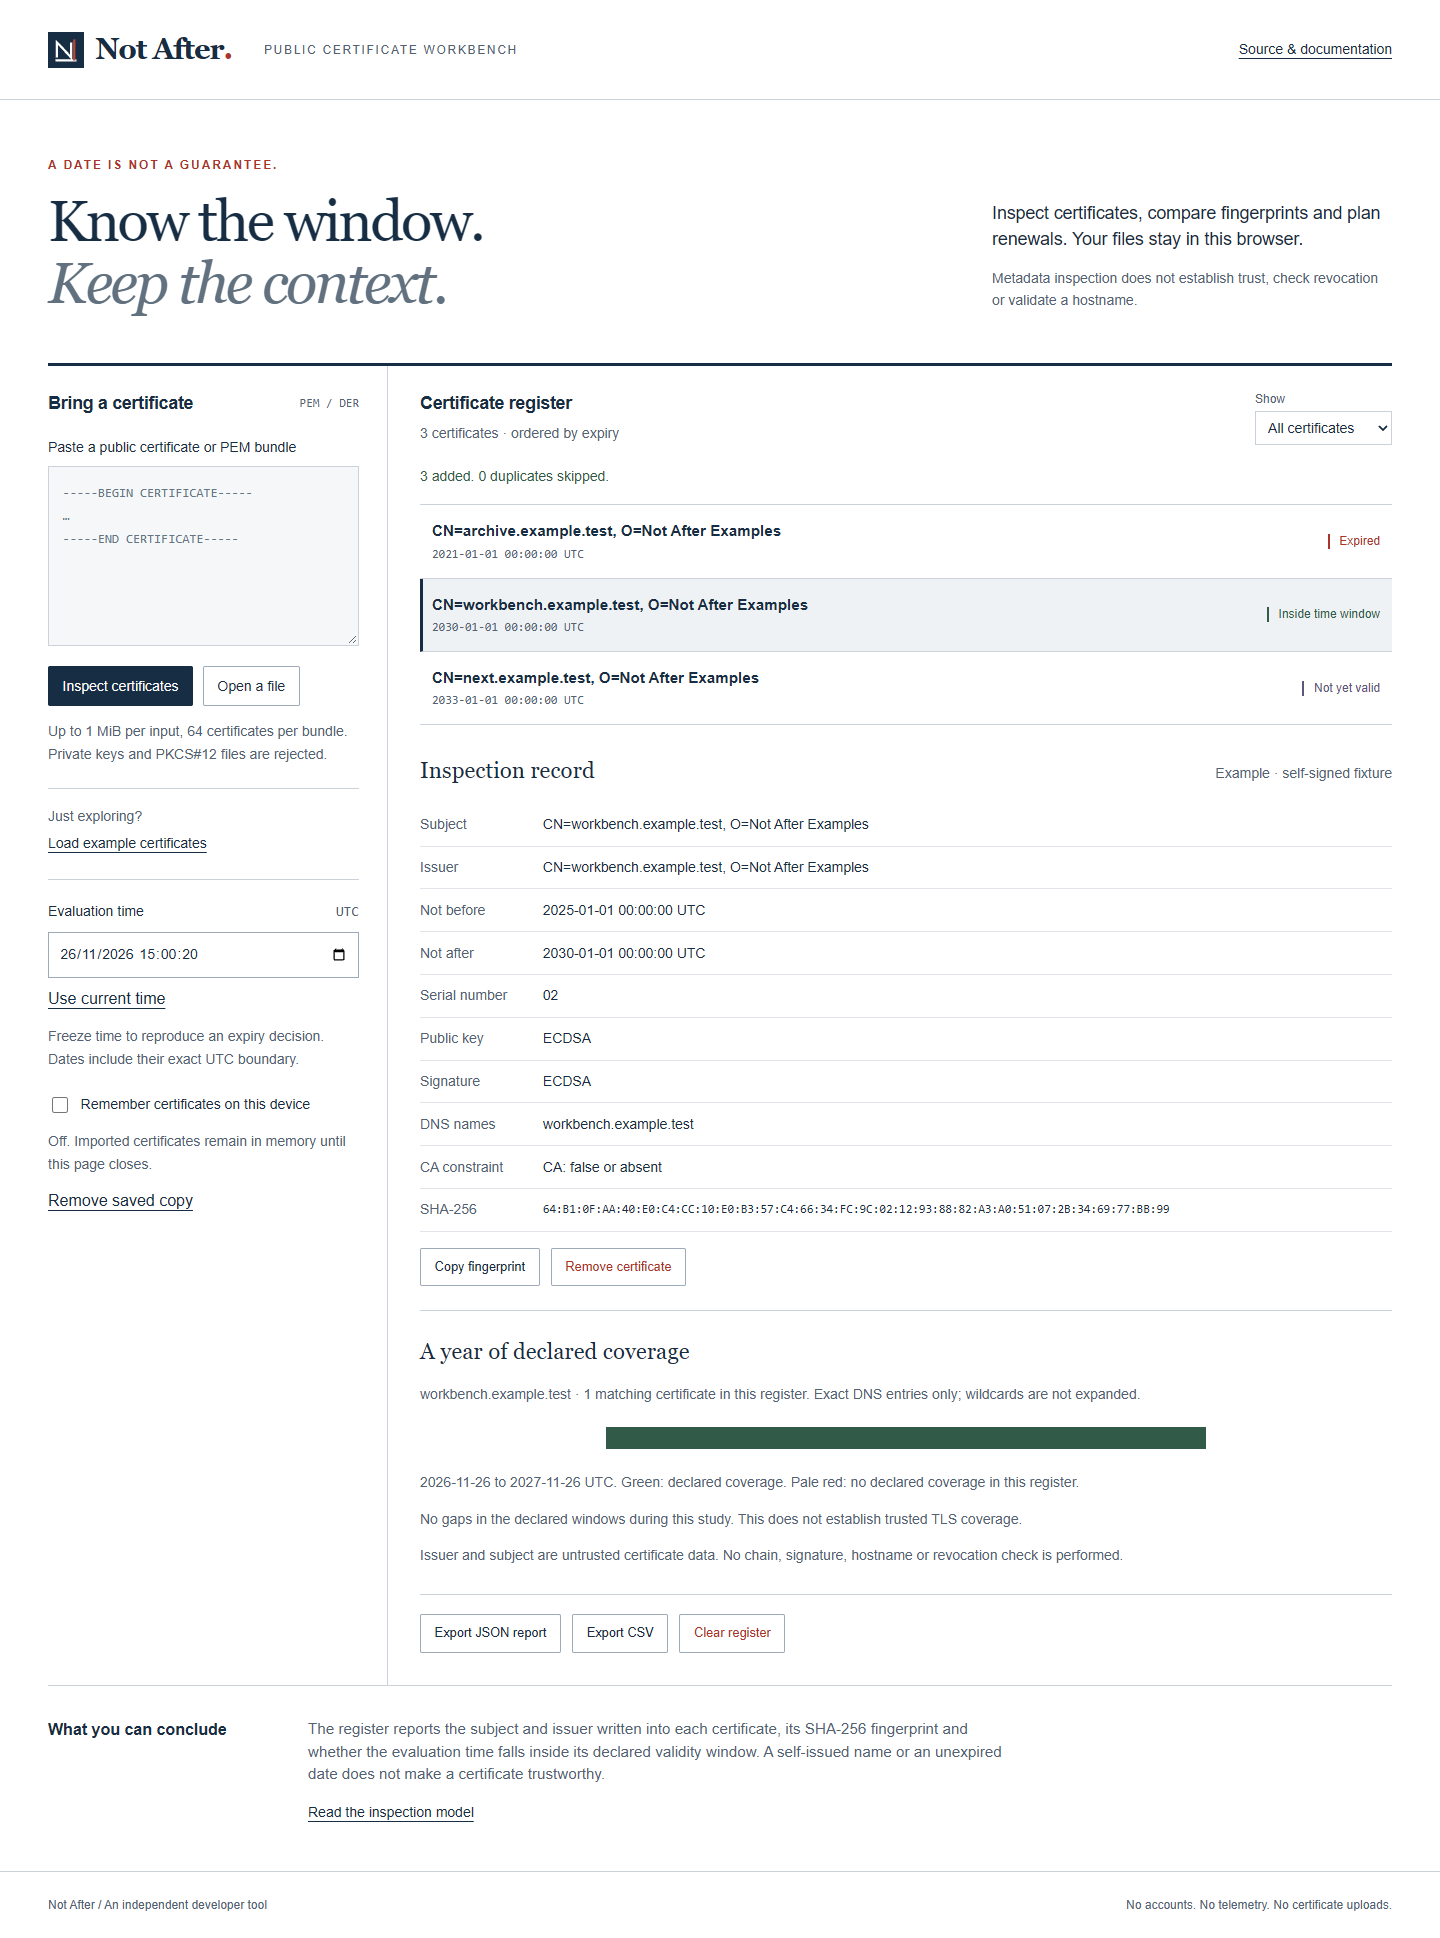 N
Not After.
PUBLIC CERTIFICATE WORKBENCH
Source & documentation
A DATE IS NOT A GUARANTEE.
Know the window.
Keep the context.
Inspect certificates, compare fingerprints and plan
renewals. Your files stay in this browser.
Metadata inspection does not establish trust, check revocation
or validate a hostname.
Bring a certificate
PEM / DER
Paste a public certificate or PEM bundle
-----BEGIN CERTIFICATE-----
…
-----END CERTIFICATE-----
Inspect certificates
Open a file
Up to 1 MiB per input, 64 certificates per bundle.
Private keys and PKCS#12 files are rejected.
Just exploring?
Load example certificates
Evaluation time
UTC
26/11/2026 15:00:20
Use current time
Freeze time to reproduce an expiry decision.
Dates include their exact UTC boundary.
Remember certificates on this device
Off. Imported certificates remain in memory until
this page closes.
Remove saved copy
Certificate register
3 certificates · ordered by expiry
Show
All certificates
3 added. 0 duplicates skipped.
CN=archive.example.test, O=Not After Examples
2021-01-01 00:00:00 UTC
Expired
CN=workbench.example.test, O=Not After Examples
2030-01-01 00:00:00 UTC
Inside time window
CN=next.example.test, O=Not After Examples
2033-01-01 00:00:00 UTC
Not yet valid
Inspection record
Example · self-signed fixture
Subject CN=workbench.example.test, O=Not After Examples
Issuer CN=workbench.example.test, O=Not After Examples
Not before 2025-01-01 00:00:00 UTC
Not after 2030-01-01 00:00:00 UTC
Serial number 02
Public key ECDSA
Signature ECDSA
DNS names workbench.example.test
CA constraint CA: false or absent
SHA-256 64:B1:0F:AA:40:E0:C4:CC:10:E0:B3:57:C4:66:34:FC:9C:02:12:93:88:82:A3:A0:51:07:2B:34:69:77:BB:99
Copy fingerprint
Remove certificate
A year of declared coverage
workbench.example.test · 1 matching certificate in this register. Exact DNS entries only; wildcards are not expanded.
2026-11-26 to 2027-11-26 UTC. Green: declared coverage. Pale red: no declared coverage in this register.
No gaps in the declared windows during this study. This does not establish trusted TLS coverage.
Issuer and subject are untrusted certificate data. No chain, signature, hostname or revocation check is performed.
Export JSON report
Export CSV
Clear register
What you can conclude
The register reports the subject and issuer written into each certificate, its SHA-256 fingerprint and
whether the evaluation time falls inside its declared validity window. A self-issued name or an unexpired
date does not make a certificate trustworthy.
Read the inspection model
Not After / An independent developer tool
No accounts. No telemetry. No certificate uploads.